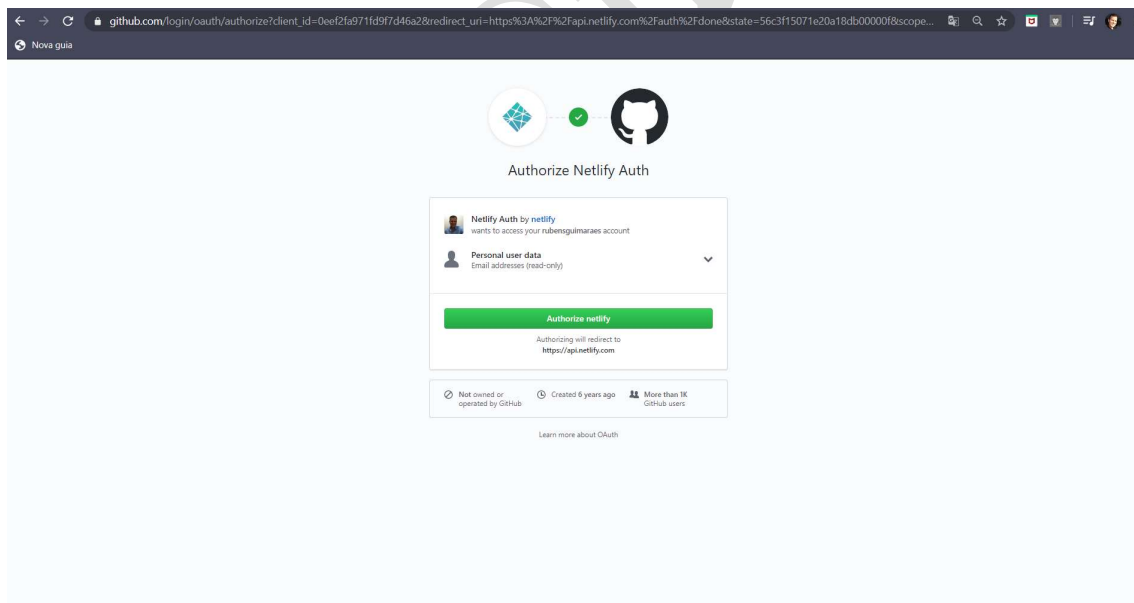 github.com/login/oauth/authorize?client_id=0eef2fa971fd9f7d46a2&redirect_uri=https%3A%2F%2Fapi.netlify.com%2Fauth%2Fdone&state=56c3f15071e20a18db00000f&scope...
Nova guia
Authorize Netlify Auth
Netlify Auth by netlify
wants to access your rubensguimaraes account
Personal user data
Email addresses (read-only)
Authorize netlify
Authorizing will redirect to
https://api.netlify.com
Not owned or operated by GitHub
Created 6 years ago
More than 1K GitHub users
Learn more about OAuth